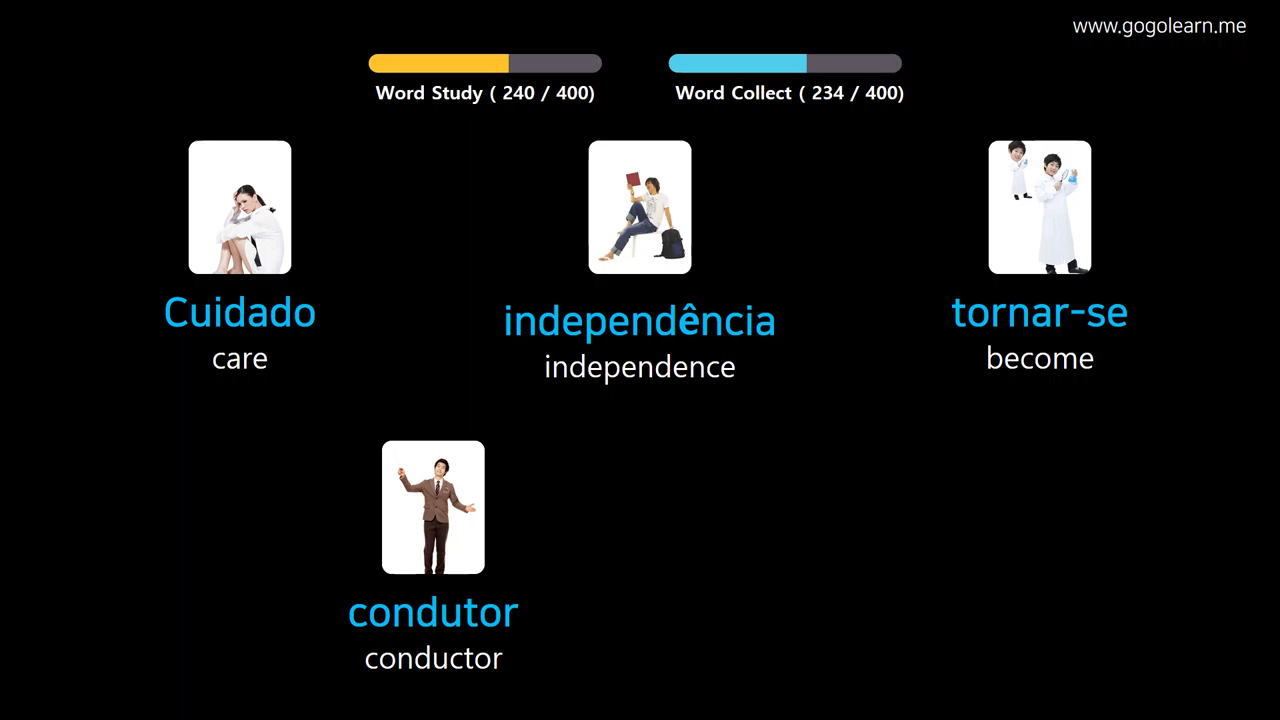 www.gogolearn.me
Word Study ( 240 / 400)
Word Collect ( 234 / 400)
Cuidado
care
independência
independence
tornar-se
become
condutor
conductor